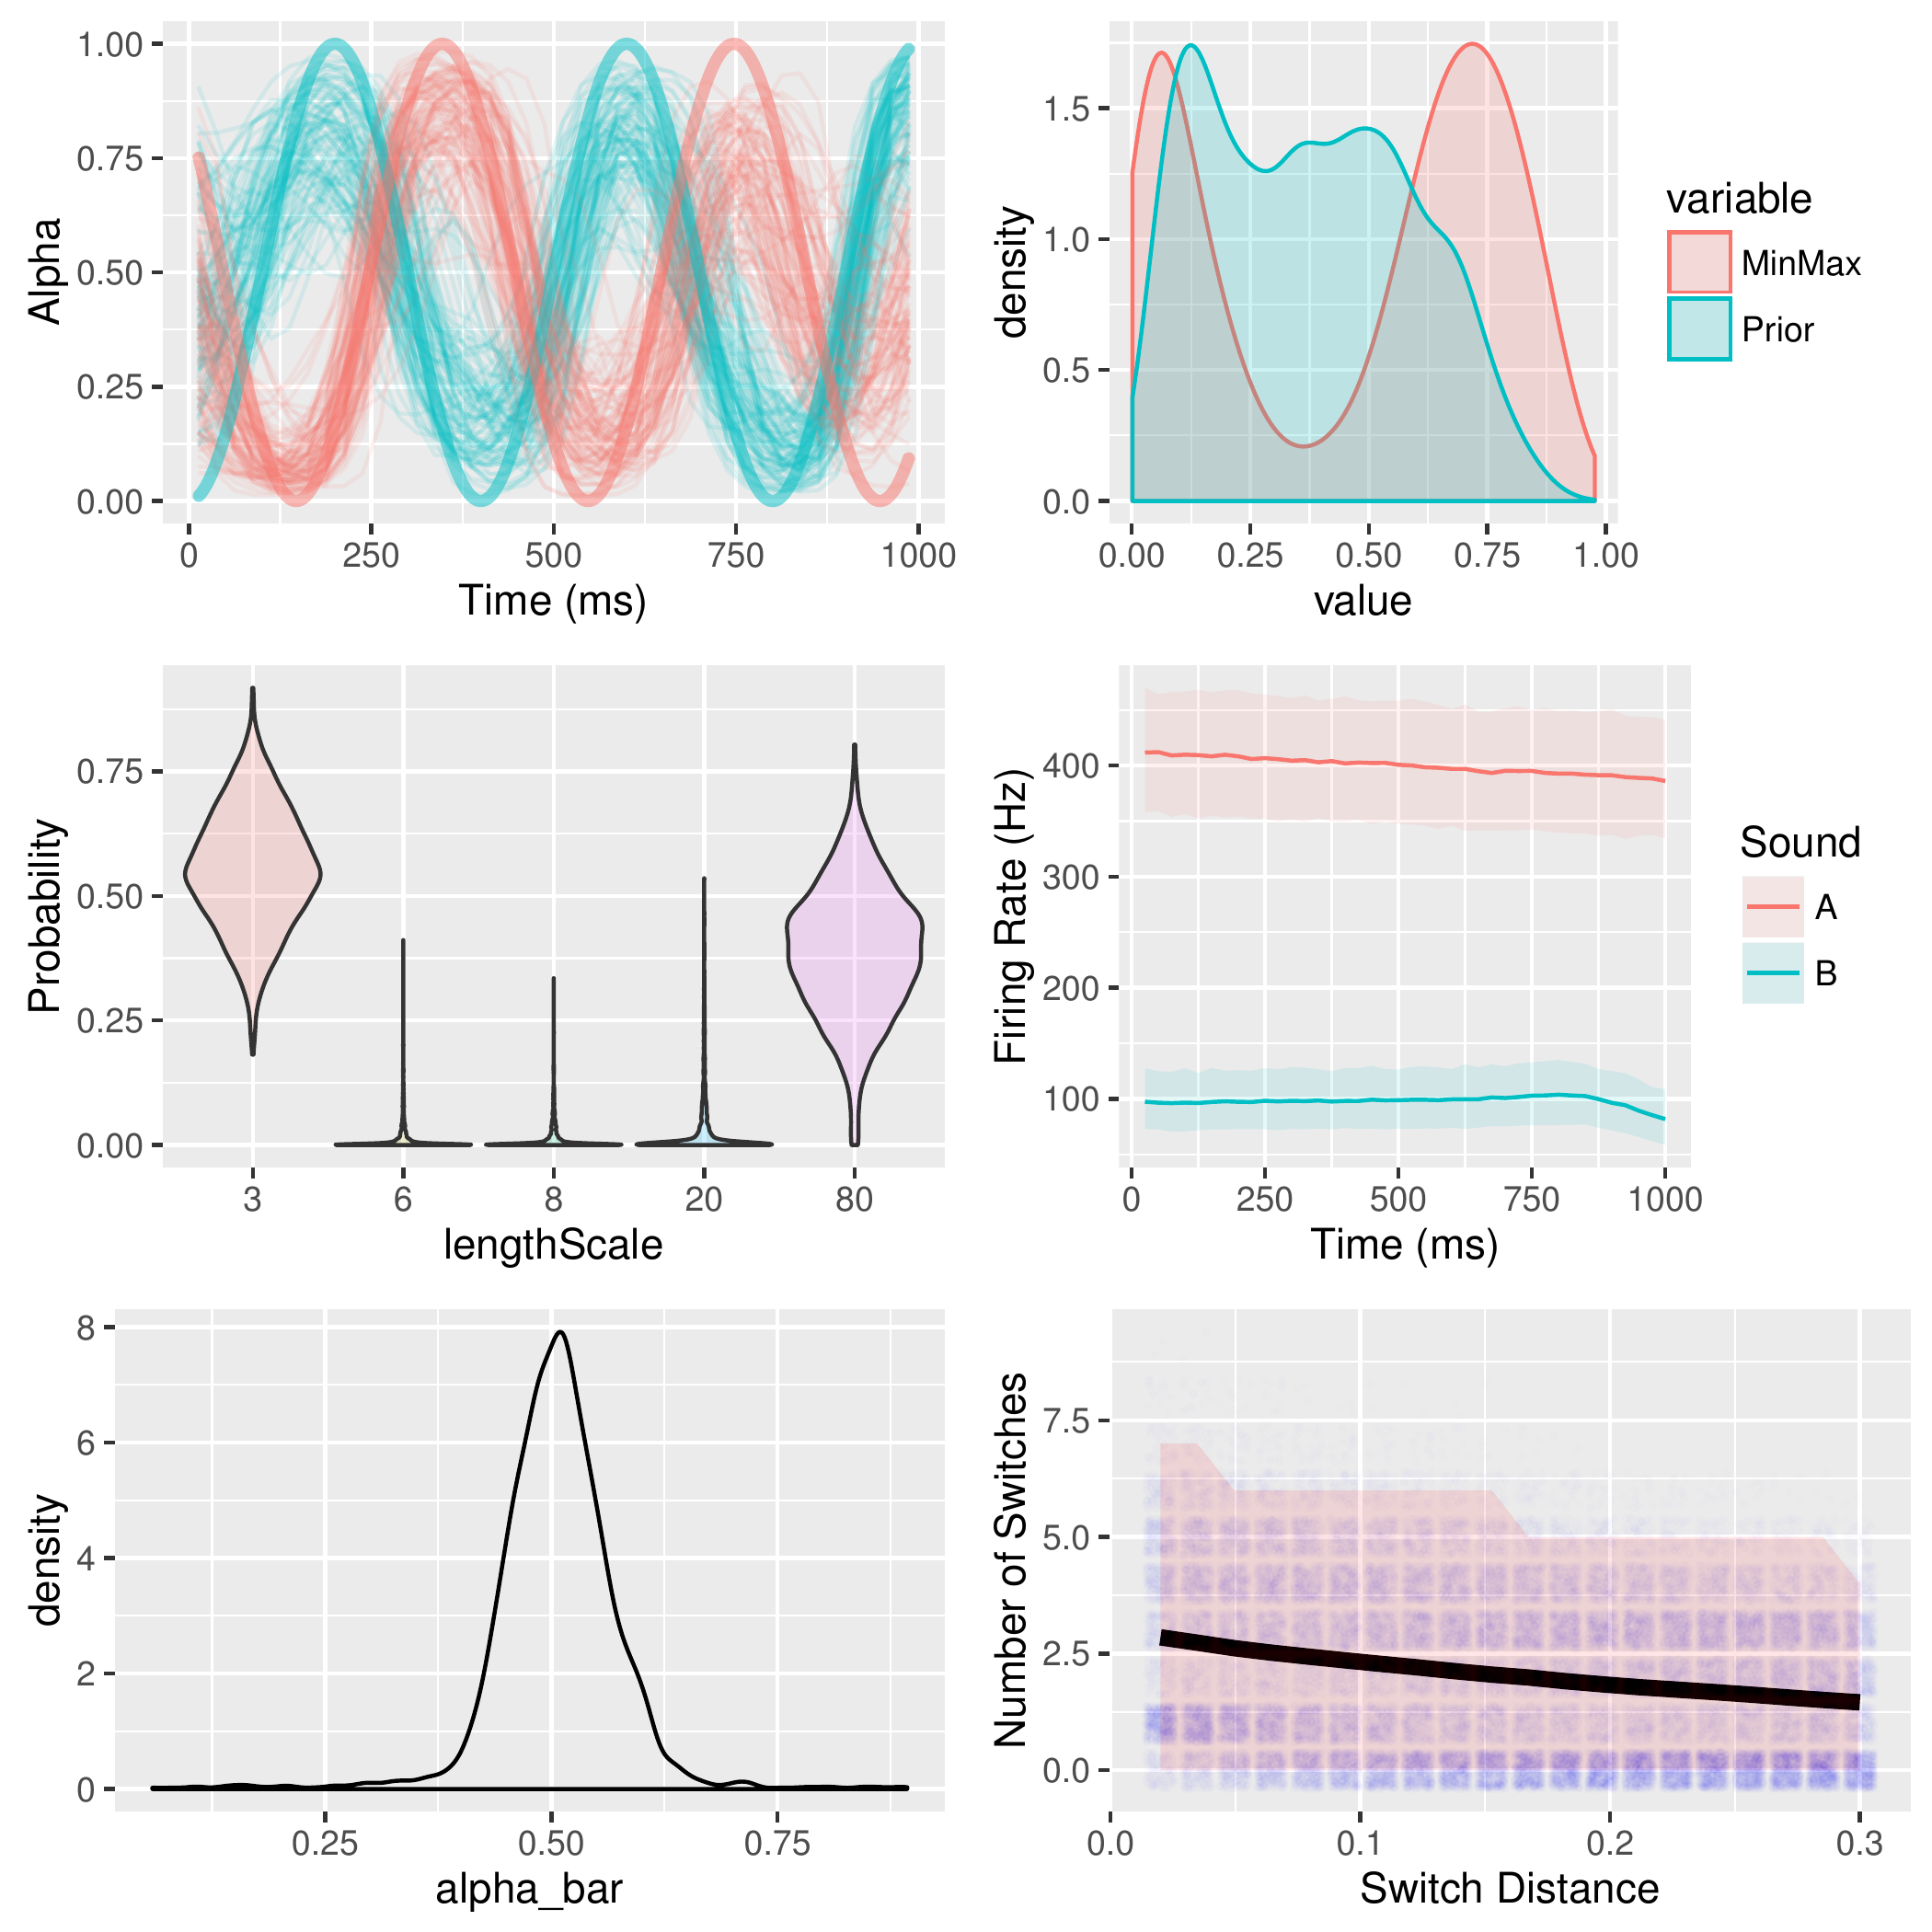 Alpha
1.00
0.75
0.50
0.25
0.00
0 250 500 750 1000
Time (ms)
density
1.5
1.0
0.5
0.0
0.00 0.25 0.50 0.75 1.00
value
variable
MinMax
Prior
Probability
0.75
0.50
0.25
0.00
3 6 8 20 80
lengthScale
Firing Rate (Hz)
400
300
200
100
0 250 500 750 1000
Time (ms)
Sound
A
B
density
8
6
4
2
0
0.25 0.50 0.75
alpha_bar
Number of Switches
7.5
5.0
2.5
0.0
0.0 0.1 0.2 0.3
Switch Distance